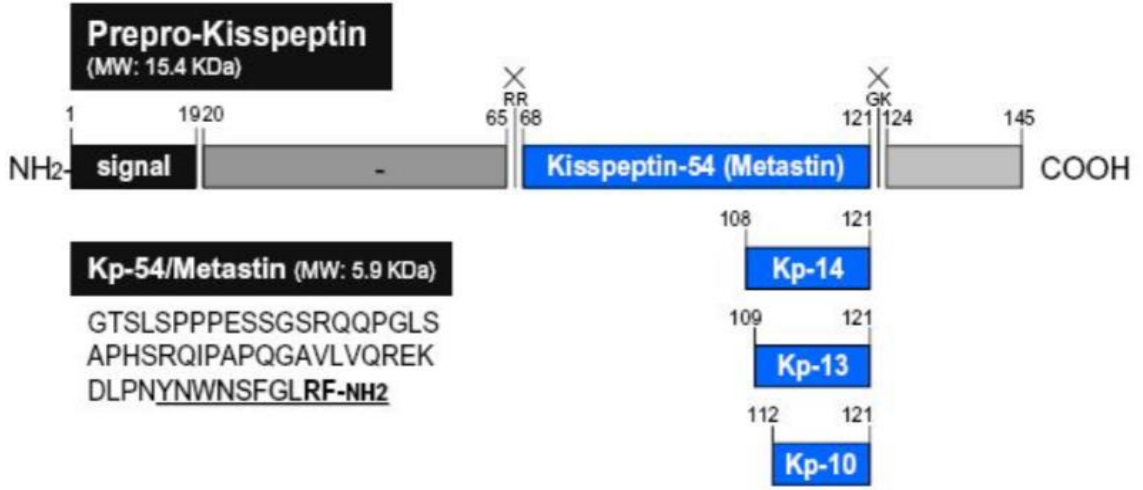 Prepro-Kisspeptin
(MW: 15.4 KDa)
RR GK
1 19 20 65 68 121 124 145
NH2- signal - Kisspeptin-54 (Metastin) COOH
108 121
Kp-14
Kp-54/Metastin (MW: 5.9 KDa)
GTSLSPPPESSGSRQQPGLS
APHSRQIPAPQGAVLVQREK
DLPNYNWNSFGLRF-NH2
109 121
Kp-13
112 121
Kp-10